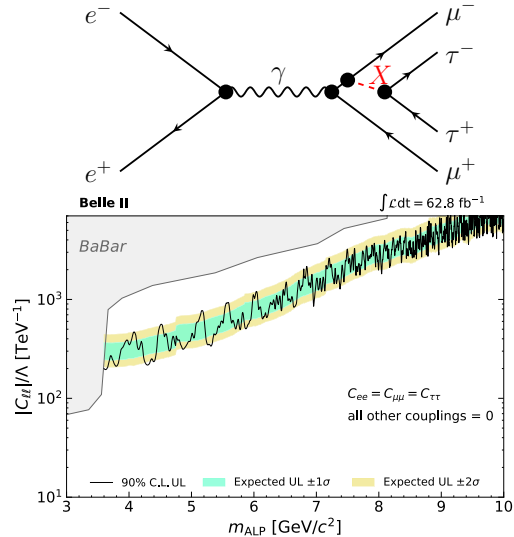 e⁻ μ⁻
τ⁻
γ X
τ⁺
e⁺ μ⁺
Belle II ∫ℒdt = 62.8 fb⁻¹
BaBar
|Cℓℓ|/Λ [TeV⁻¹]
10³
10²
10¹
C_ee = C_μμ = C_ττ
all other couplings = 0
90% C.L. UL Expected UL ±1σ Expected UL ±2σ
3 4 5 6 7 8 9 10
m_ALP [GeV/c²]